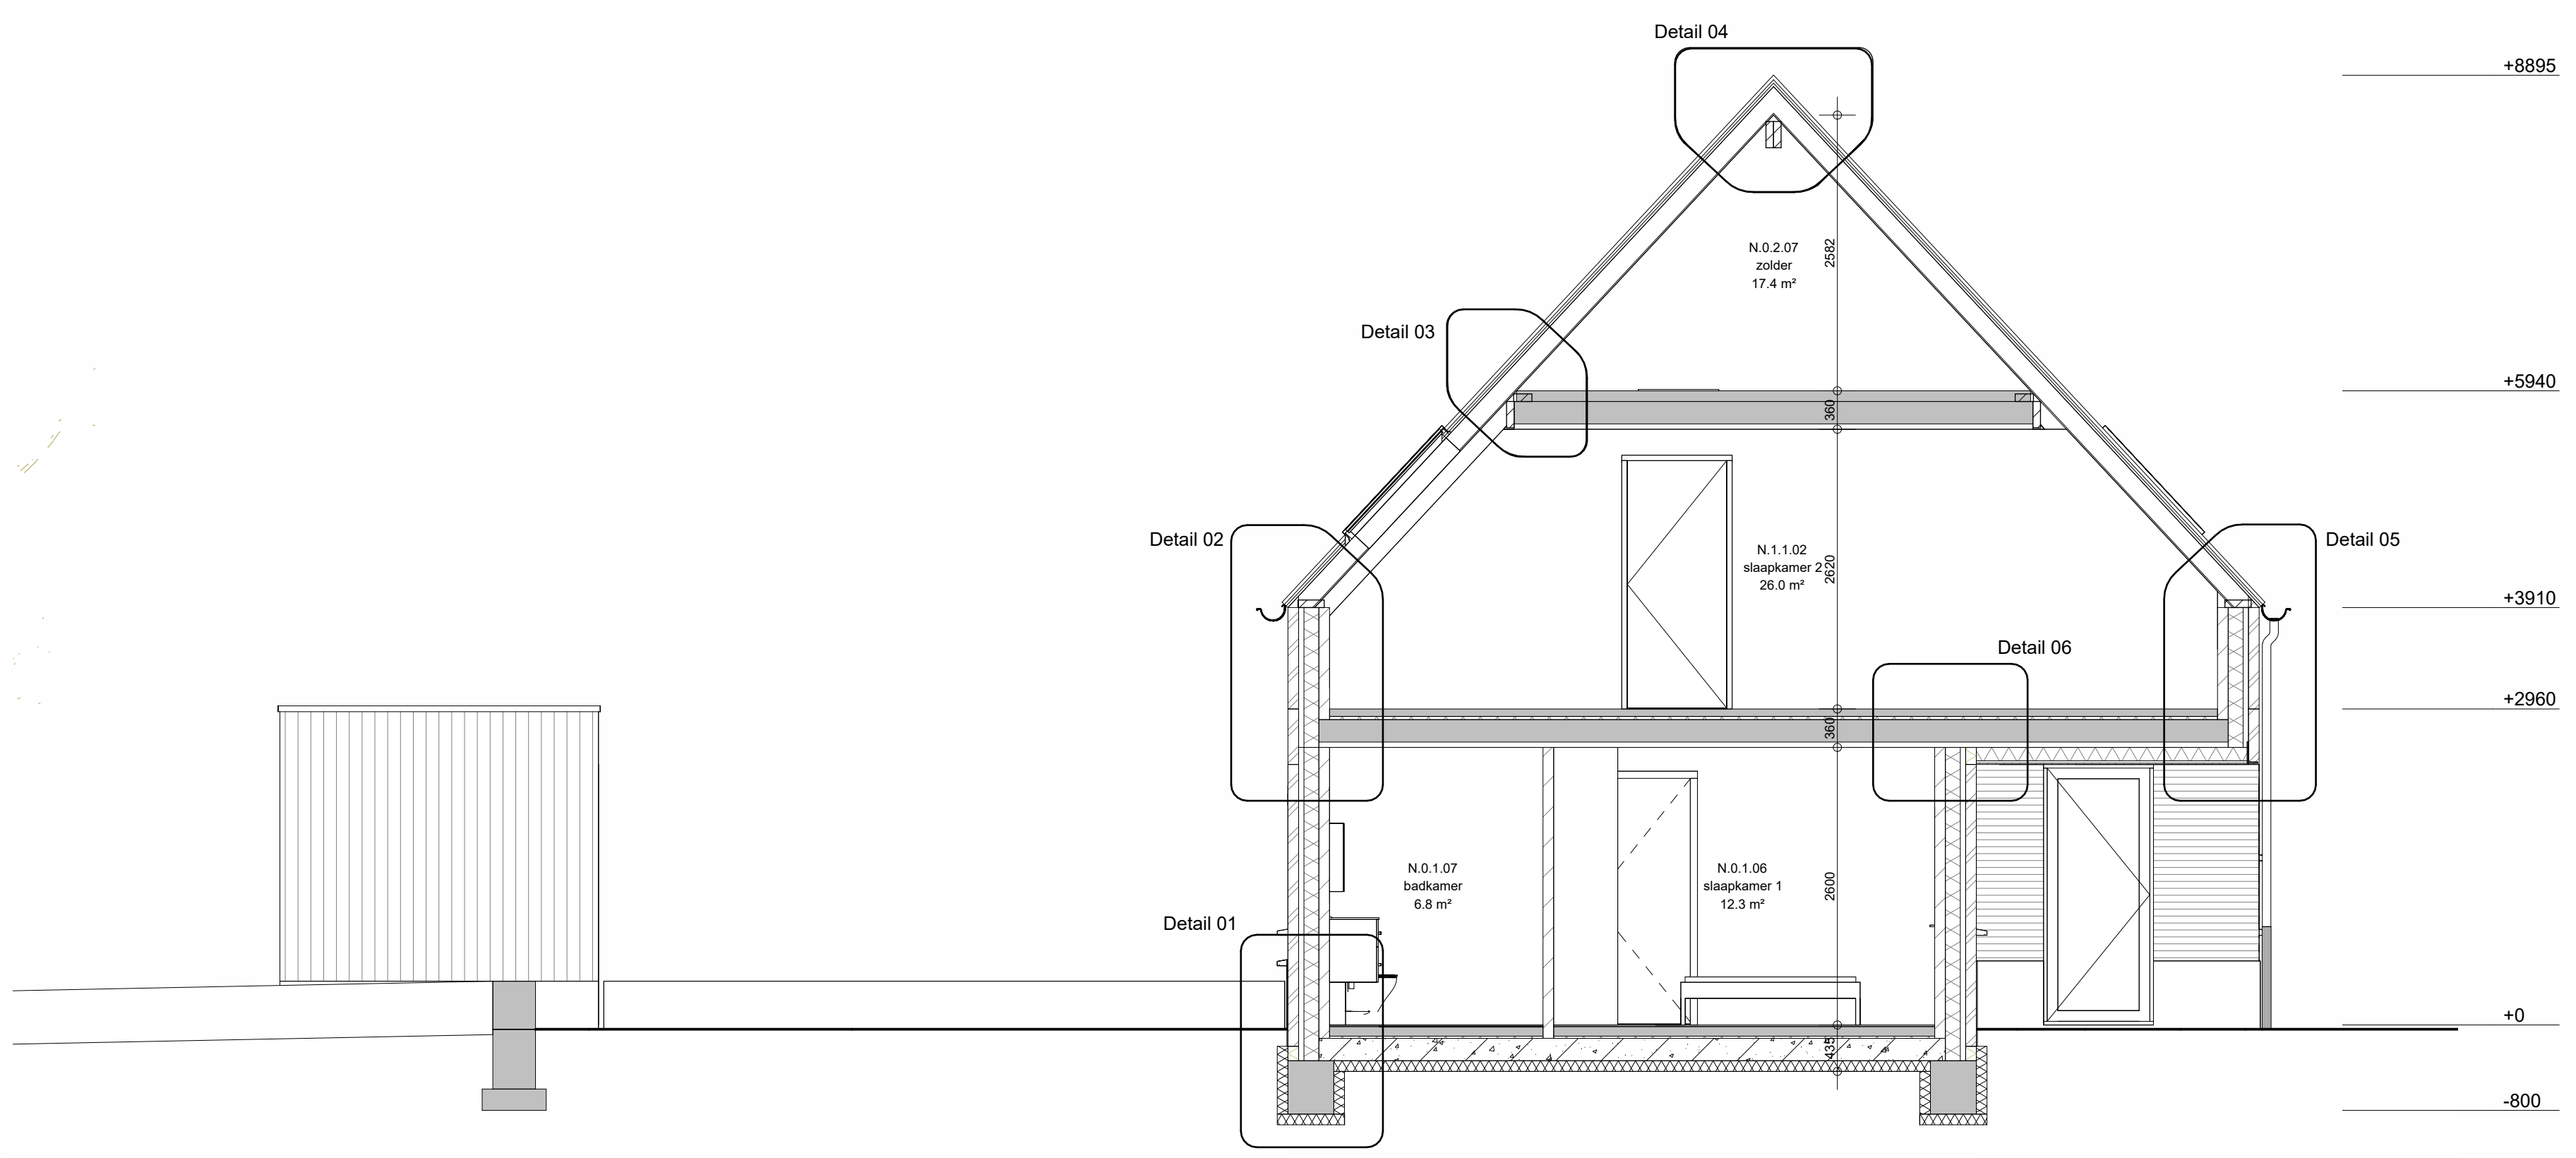 Detail 04
+8895
N.0.2.07
zolder
17.4 m²
2582
Detail 03
+5940
360
Detail 02
Detail 05
N.1.1.02
slaapkamer 2
26.0 m²
2620
+3910
Detail 06
+2960
360
N.0.1.07
badkamer
6.8 m²
N.0.1.06
slaapkamer 1
12.3 m²
2600
Detail 01
+0
435
-800